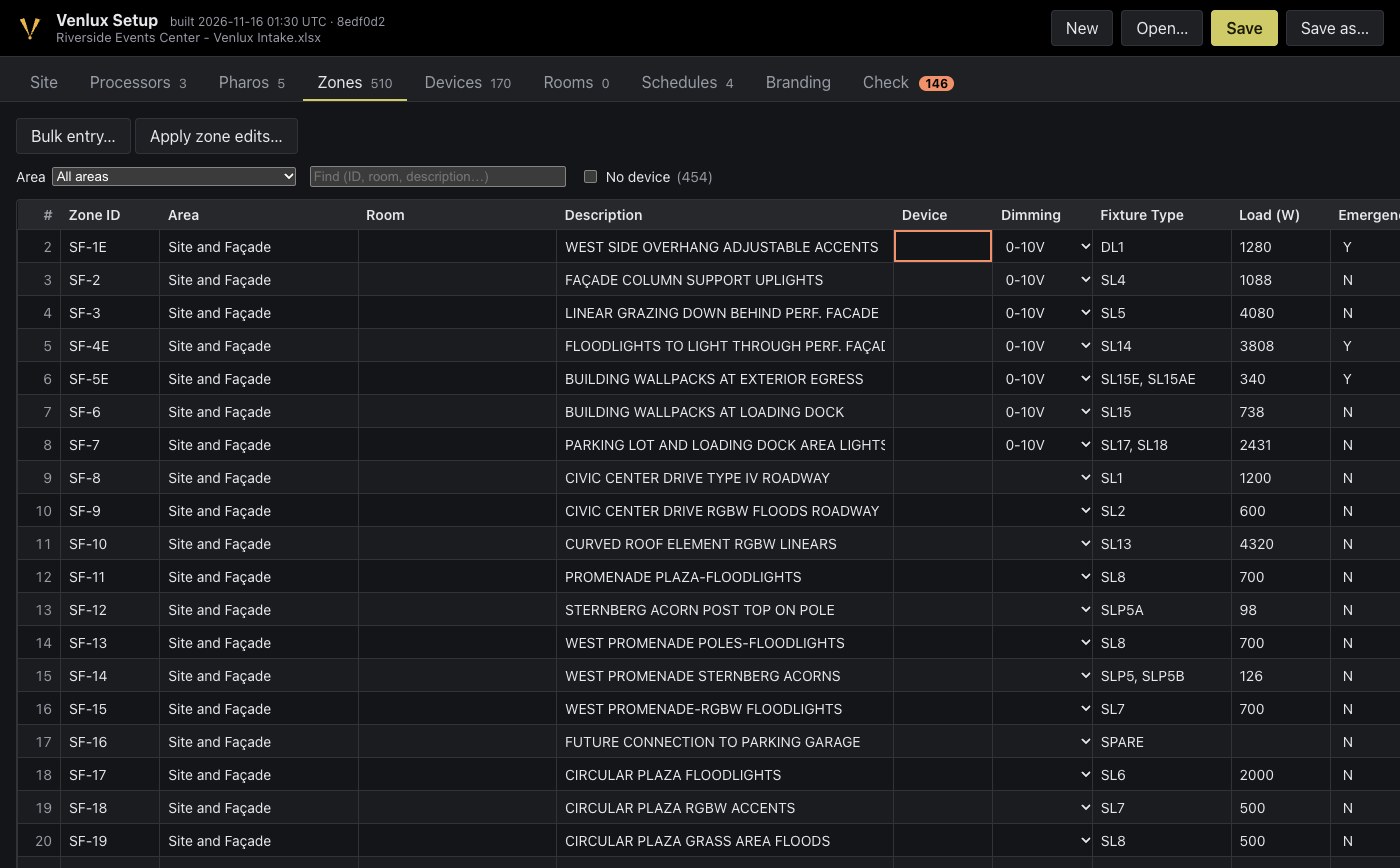 Venlux Setup built 2026-11-16 01:30 UTC · 8edf0d2
Riverside Events Center - Venlux Intake.xlsx
New Open... Save Save as...
Site Processors 3 Pharos 5 Zones 510 Devices 170 Rooms 0 Schedules 4 Branding Check 146
Bulk entry... Apply zone edits...
Area All areas Find (ID, room, description…) No device (454)
# Zone ID Area Room Description Device Dimming Fixture Type Load (W) Emergen
2 SF-1E Site and Façade WEST SIDE OVERHANG ADJUSTABLE ACCENTS 0-10V DL1 1280 Y
3 SF-2 Site and Façade FAÇADE COLUMN SUPPORT UPLIGHTS 0-10V SL4 1088 N
4 SF-3 Site and Façade LINEAR GRAZING DOWN BEHIND PERF. FACADE 0-10V SL5 4080 N
5 SF-4E Site and Façade FLOODLIGHTS TO LIGHT THROUGH PERF. FAÇAD 0-10V SL14 3808 Y
6 SF-5E Site and Façade BUILDING WALLPACKS AT EXTERIOR EGRESS 0-10V SL15E, SL15AE 340 Y
7 SF-6 Site and Façade BUILDING WALLPACKS AT LOADING DOCK 0-10V SL15 738 N
8 SF-7 Site and Façade PARKING LOT AND LOADING DOCK AREA LIGHTS 0-10V SL17, SL18 2431 N
9 SF-8 Site and Façade CIVIC CENTER DRIVE TYPE IV ROADWAY SL1 1200 N
10 SF-9 Site and Façade CIVIC CENTER DRIVE RGBW FLOODS ROADWAY SL2 600 N
11 SF-10 Site and Façade CURVED ROOF ELEMENT RGBW LINEARS SL13 4320 N
12 SF-11 Site and Façade PROMENADE PLAZA-FLOODLIGHTS SL8 700 N
13 SF-12 Site and Façade STERNBERG ACORN POST TOP ON POLE SLP5A 98 N
14 SF-13 Site and Façade WEST PROMENADE POLES-FLOODLIGHTS SL8 700 N
15 SF-14 Site and Façade WEST PROMENADE STERNBERG ACORNS SLP5, SLP5B 126 N
16 SF-15 Site and Façade WEST PROMENADE-RGBW FLOODLIGHTS SL7 700 N
17 SF-16 Site and Façade FUTURE CONNECTION TO PARKING GARAGE SPARE N
18 SF-17 Site and Façade CIRCULAR PLAZA FLOODLIGHTS SL6 2000 N
19 SF-18 Site and Façade CIRCULAR PLAZA RGBW ACCENTS SL7 500 N
20 SF-19 Site and Façade CIRCULAR PLAZA GRASS AREA FLOODS SL8 500 N